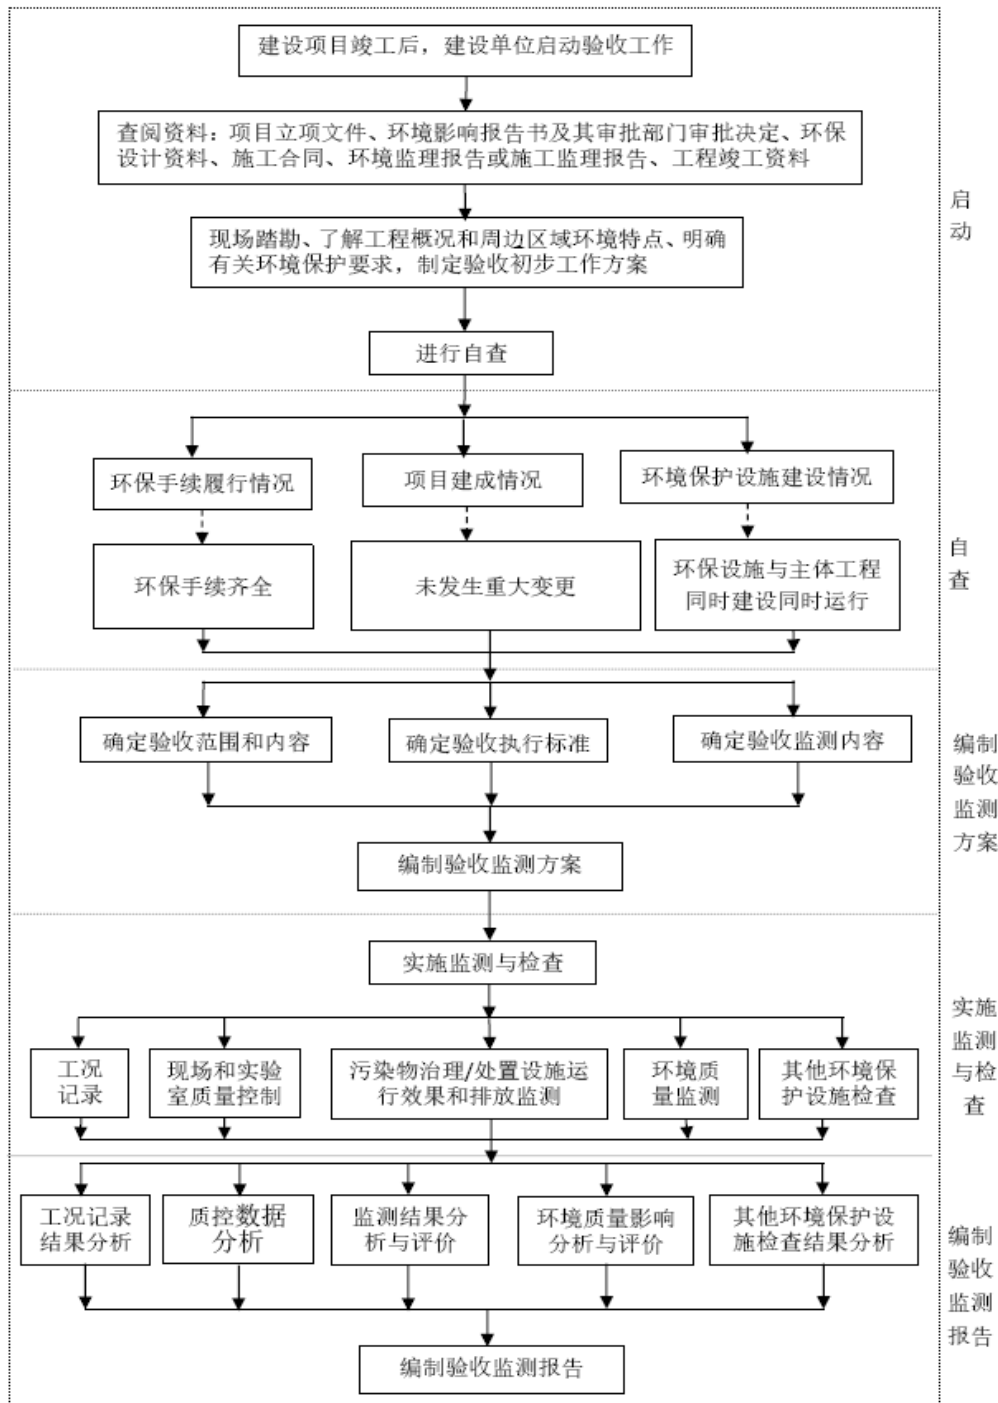 建设项目竣工后，建设单位启动验收工作
查阅资料：项目立项文件、环境影响报告书及其审批部门审批决定、环保
设计资料、施工合同、环境监理报告或施工监理报告、工程竣工资料
现场踏勘、了解工程概况和周边区域环境特点、明确
有关环境保护要求，制定验收初步工作方案
进行自查
启
动
环保手续履行情况
项目建成情况
环境保护设施建设情况
环保手续齐全
未发生重大变更
环保设施与主体工程
同时建设同时运行
自
查
确定验收范围和内容
确定验收执行标准
确定验收监测内容
编制验收监测方案
编制
验收
监测
方案
实施监测与检查
工况
记录
现场和实验
室质量控制
污染物治理/处置设施运
行效果和排放监测
环境质
量监测
其他环境保
护设施检查
实施
监测
与检
查
工况记录
结果分析
质控数据
分析
监测结果分
析与评价
环境质量影响
分析与评价
其他环境保护设
施检查结果分析
编制验收监测报告
编制
验收
监测
报告